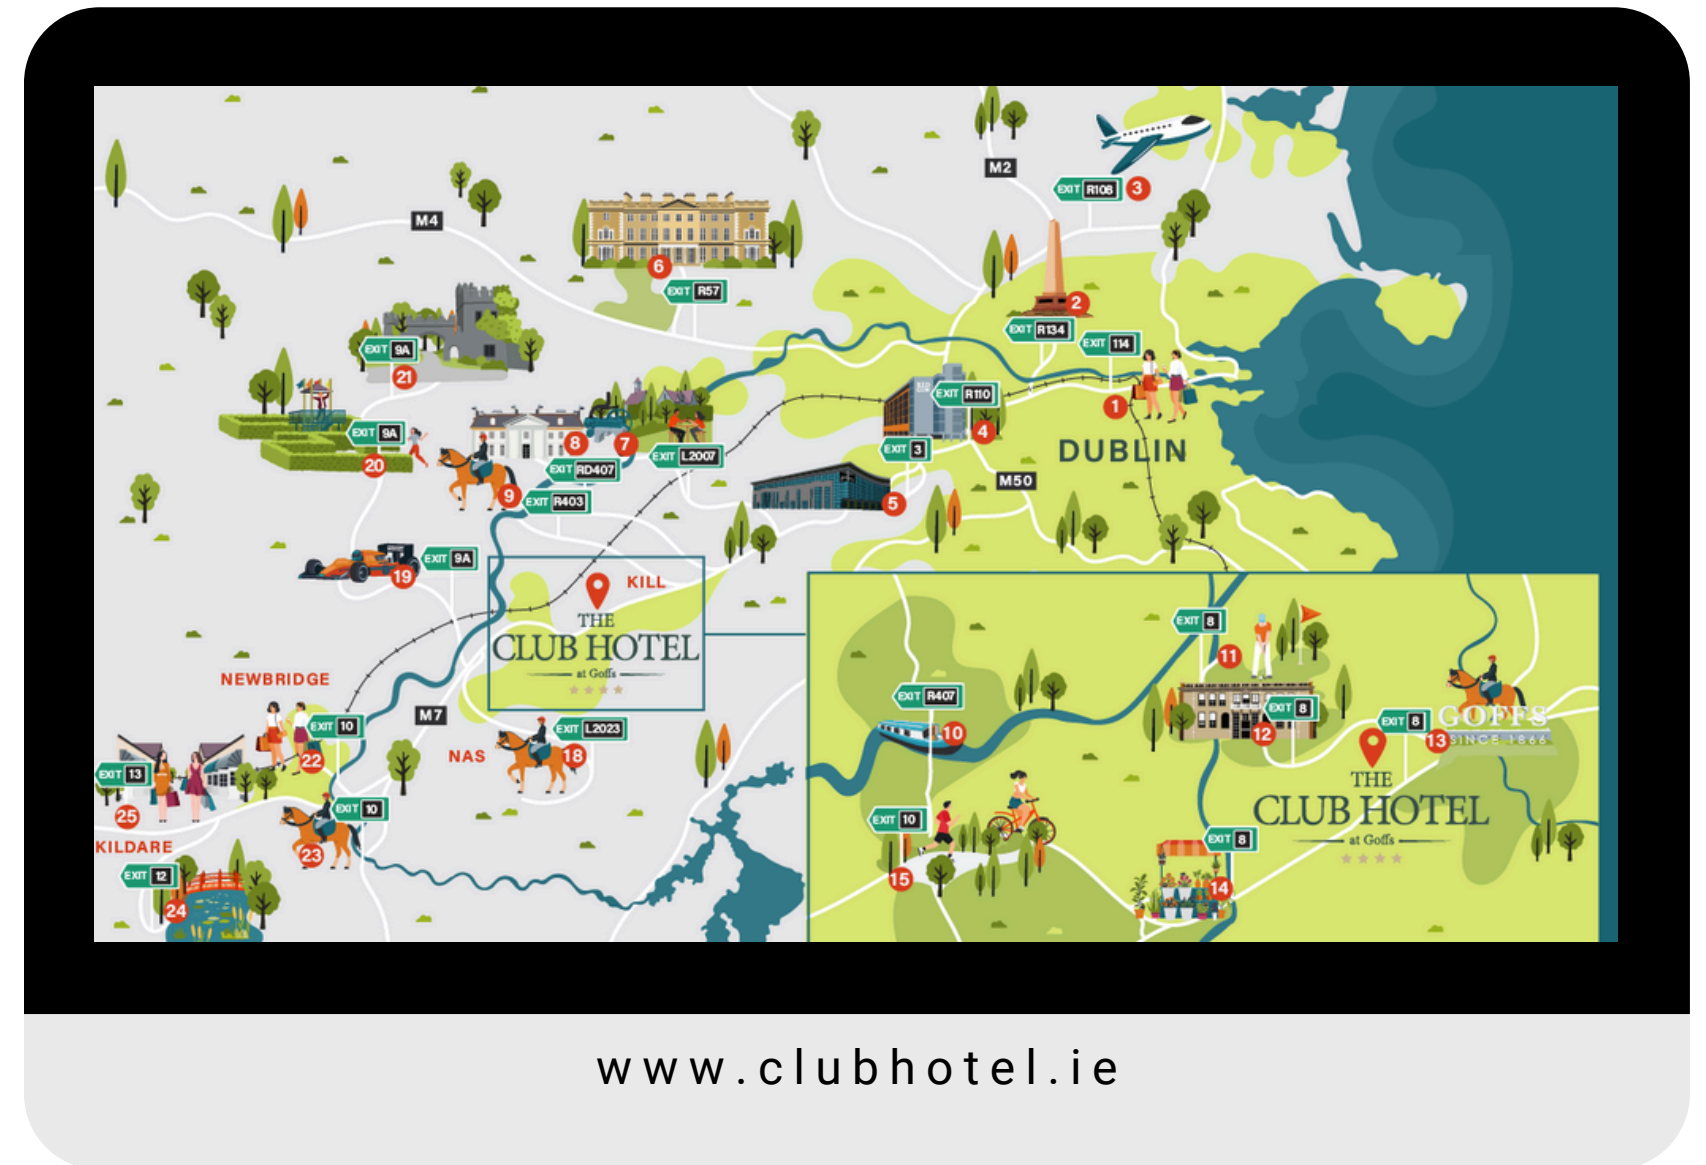 M2
EXIT R108 3
M4
6
EXIT R57
2
EXIT R134
EXIT 114
EXIT 9A
21
1
EXIT R110
4
EXIT 9A
20
8
7
EXIT 3
DUBLIN
EXIT L2007
EXIT RD407
M50
9
EXIT R403
5
19
EXIT 9A
KILL
THE
CLUB HOTEL
at Goffs
NEWBRIDGE
M7
EXIT 10
22
NAS
EXIT L2023
18
EXIT 13
25
EXIT 10
KILDARE
23
EXIT 12
24
EXIT 8
11
EXIT R407
10
EXIT 8
12
EXIT 8
13
GOFFS
SINCE 1866
THE
CLUB HOTEL
at Goffs
EXIT 10
15
EXIT 8
14
www.clubhotel.ie